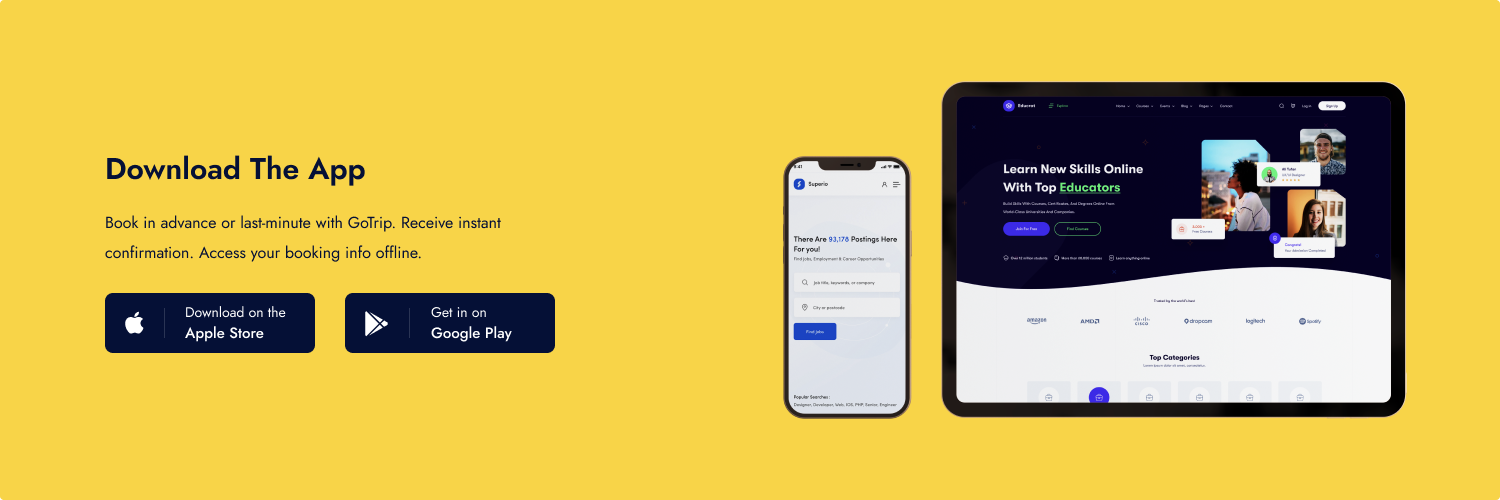 Download The App
Book in advance or last-minute with GoTrip. Receive instant
confirmation. Access your booking info offline.
Download on the
Apple Store
Get in on
Google Play
9:41
Superio
There Are 93,178 Postings Here
For you!
Find Jobs, Employment & Career Opportunities
Job title, keywords, or company
City or postcode
Find Jobs
Popular Searches :
Designer, Developer, Web, IOS, PHP, Senior, Engineer
Educrat
Explore
Home
Courses
Events
Blog
Pages
Contact
Log in
Sign Up
Learn New Skills Online
With Top Educators
Build Skills With Courses, Certificates, And Degrees Online From
World-Class Universities And Companies.
Join For Free
Find Courses
Over 12 million students
More than 60,000 courses
Learn anything online
Ali Tufan
UX/UI Designer
3,000 +
Free Courses
Congrats!
Your Admission Completed
Trusted by the world's best
amazon
AMD
CISCO
dropcam
logitech
Spotify
Top Categories
Lorem ipsum dolor sit amet, consectetur.